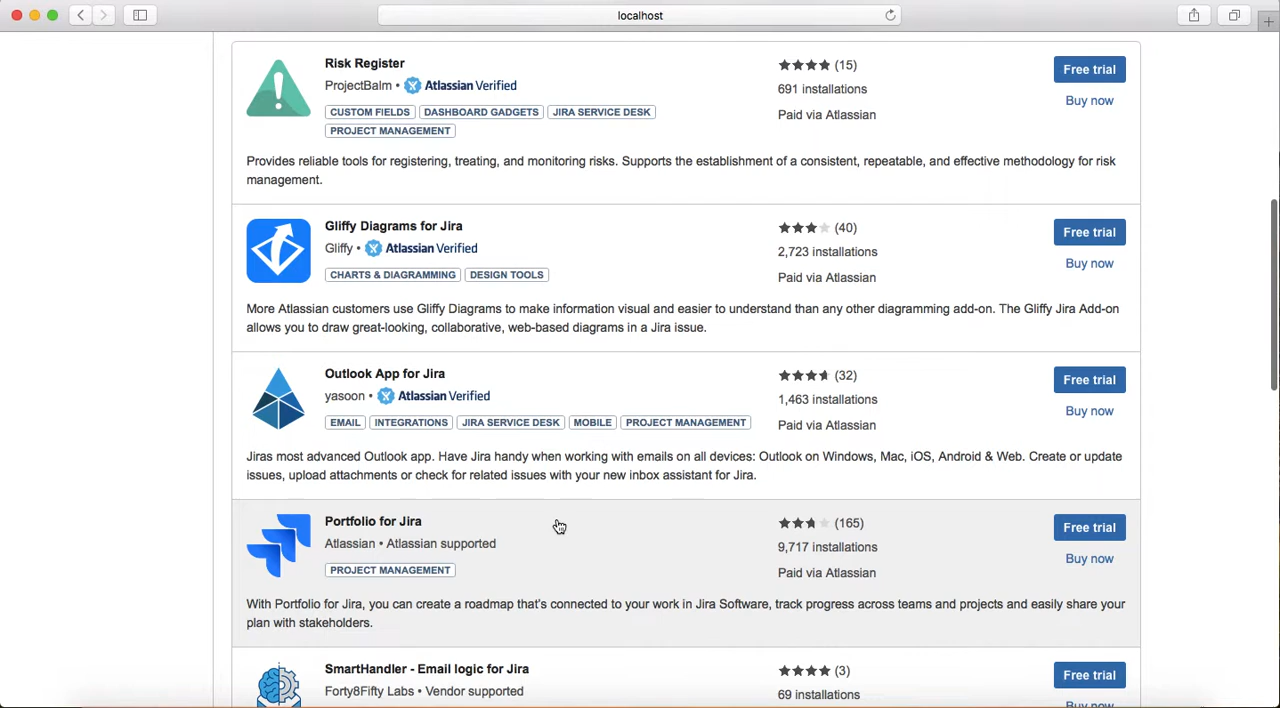 localhost
Risk Register
ProjectBalm • Atlassian Verified
CUSTOM FIELDS DASHBOARD GADGETS JIRA SERVICE DESK
PROJECT MANAGEMENT
(15)
691 installations
Paid via Atlassian
Free trial
Buy now
Provides reliable tools for registering, treating, and monitoring risks. Supports the establishment of a consistent, repeatable, and effective methodology for risk
management.
Gliffy Diagrams for Jira
Gliffy • Atlassian Verified
CHARTS & DIAGRAMMING DESIGN TOOLS
(40)
2,723 installations
Paid via Atlassian
Free trial
Buy now
More Atlassian customers use Gliffy Diagrams to make information visual and easier to understand than any other diagramming add-on. The Gliffy Jira Add-on
allows you to draw great-looking, collaborative, web-based diagrams in a Jira issue.
Outlook App for Jira
yasoon • Atlassian Verified
EMAIL INTEGRATIONS JIRA SERVICE DESK MOBILE PROJECT MANAGEMENT
(32)
1,463 installations
Paid via Atlassian
Free trial
Buy now
Jiras most advanced Outlook app. Have Jira handy when working with emails on all devices: Outlook on Windows, Mac, iOS, Android & Web. Create or update
issues, upload attachments or check for related issues with your new inbox assistant for Jira.
Portfolio for Jira
Atlassian • Atlassian supported
PROJECT MANAGEMENT
(165)
9,717 installations
Paid via Atlassian
Free trial
Buy now
With Portfolio for Jira, you can create a roadmap that's connected to your work in Jira Software, track progress across teams and projects and easily share your
plan with stakeholders.
SmartHandler - Email logic for Jira
Forty8Fifty Labs • Vendor supported
(3)
69 installations
Free trial
Buy now